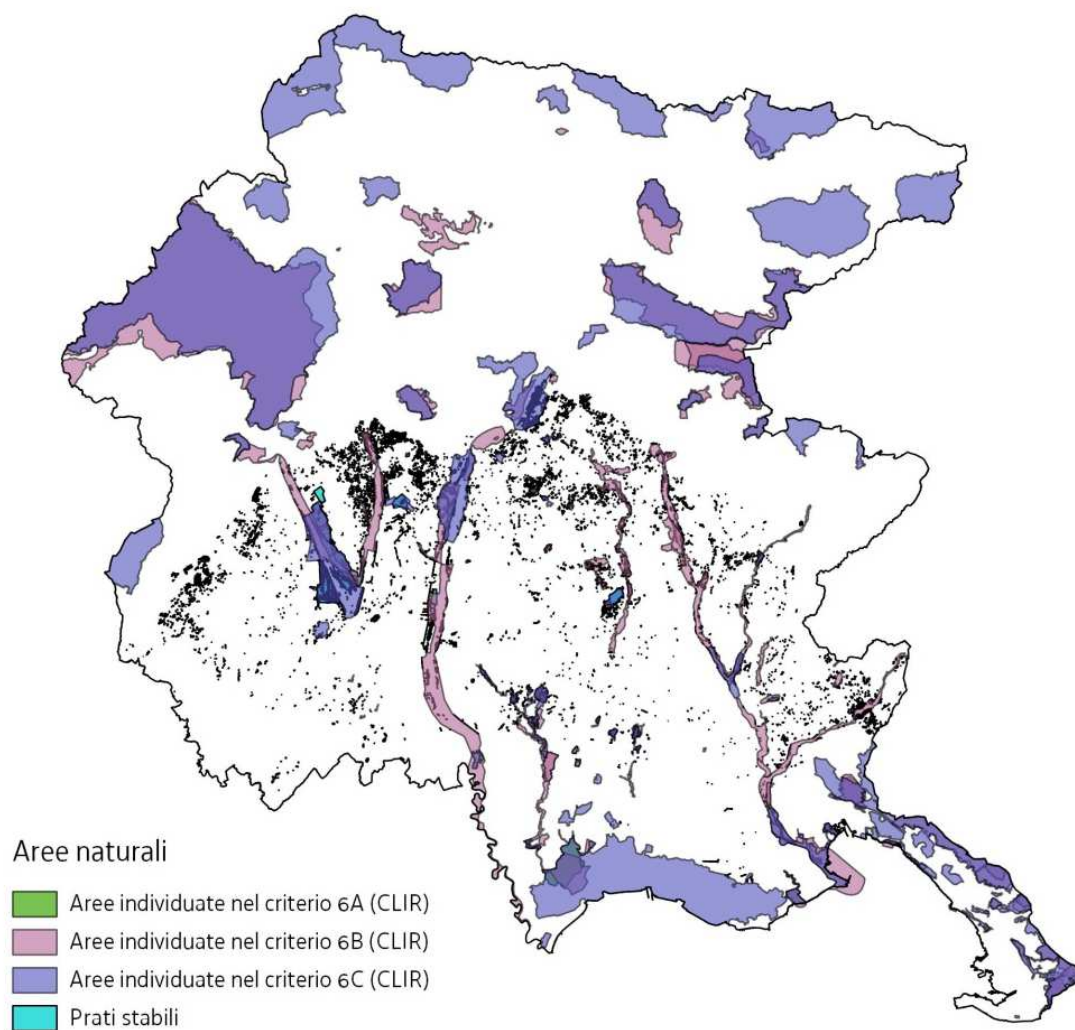 Aree naturali
Aree individuate nel criterio 6A (CLIR)
Aree individuate nel criterio 6B (CLIR)
Aree individuate nel criterio 6C (CLIR)
Prati stabili